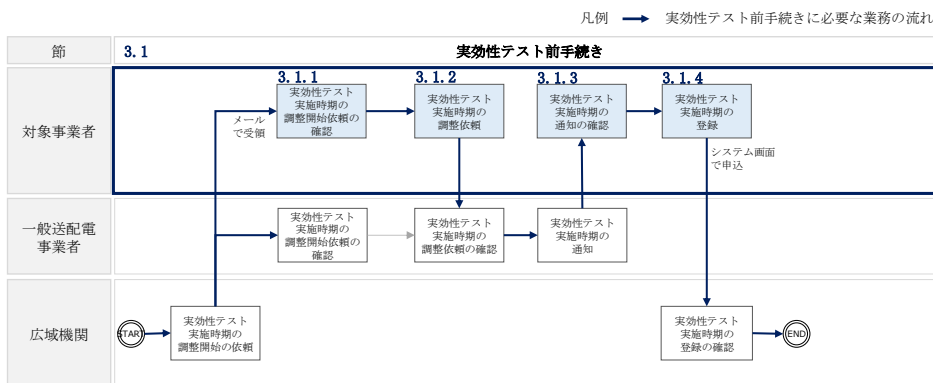 凡例 実効性テスト前手続きに必要な業務の流れ
節 3.1 実効性テスト前手続き
対象事業者
メール
で受領
3.1.1
実効性テスト
実施時期の
調整開始依頼の
確認
3.1.2
実効性テスト
実施時期の
調整依頼
3.1.3
実効性テスト
実施時期の
通知の確認
3.1.4
実効性テスト
実施時期の
登録
システム画面
で申込
一般送配電
事業者
実効性テスト
実施時期の
調整開始依頼の
確認
実効性テスト
実施時期の
調整依頼の確認
実効性テスト
実施時期の
通知
広域機関
START
実効性テスト
実施時期の
調整開始の依頼
実効性テスト
実施時期の
登録の確認
END